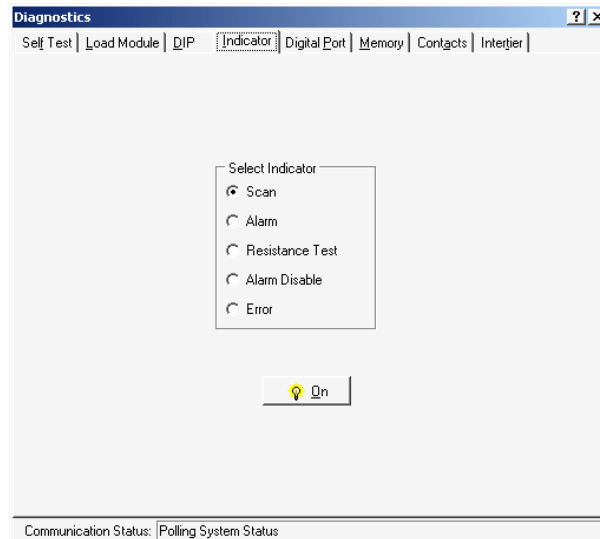 Diagnostics
Self Test Load Module DIP Indicator Digital Port Memory Contacts Intertier
Select Indicator
Scan
Alarm
Resistance Test
Alarm Disable
Error
On
Communication Status: Polling System Status